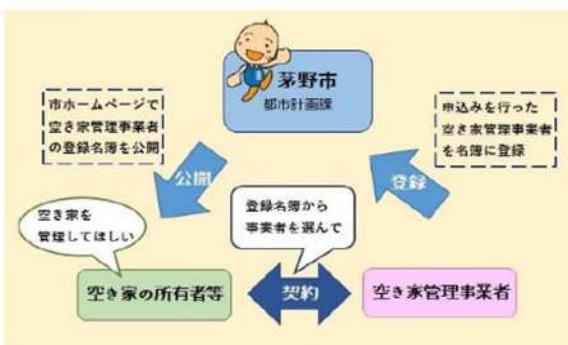 茅野市
都市計画課
市ホームページで
空き家管理事業者
の登録名簿を公開
申込みを行った
空き家管理事業者
を名簿に登録
公開
登録
空き家を
管理してほしい
登録名簿から
事業者を選んで
空き家の所有者等
契約
空き家管理事業者